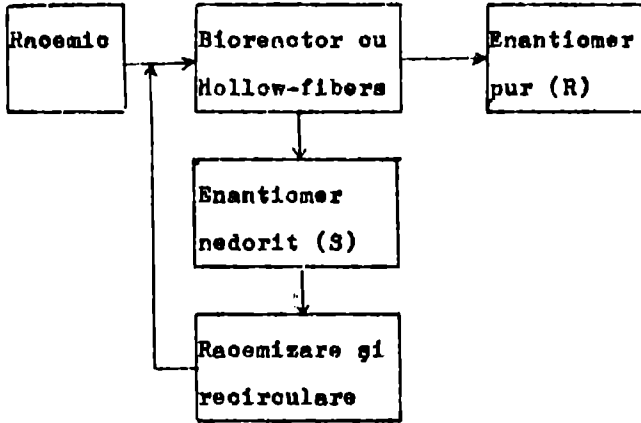 Racemic
Bioreactor cu
Hollow-fibers
Enantiomer
pur (R)
Enantiomer
nedorit (S)
Racemizare şi
recirculare